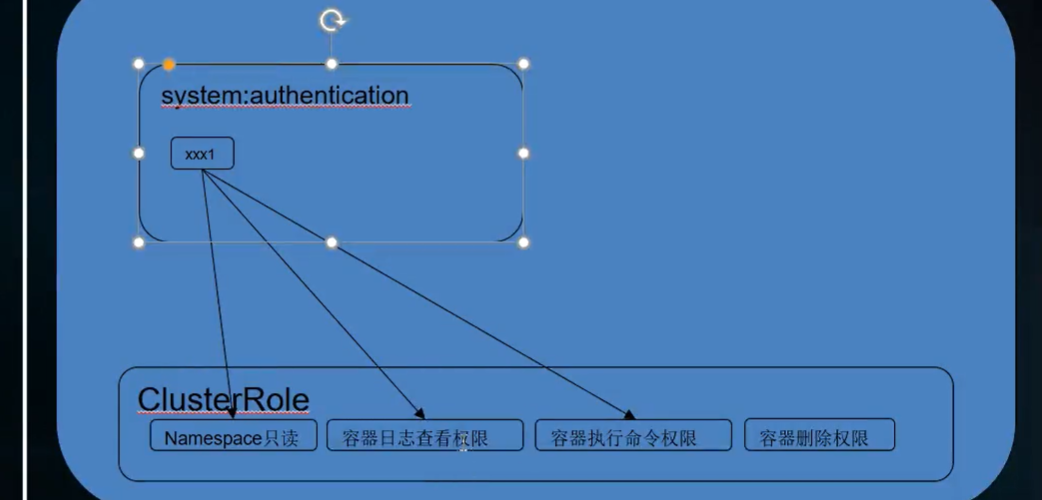 system:authentication
xxx1
ClusterRole
Namespace只读
容器日志查看权限
容器执行命令权限
容器删除权限